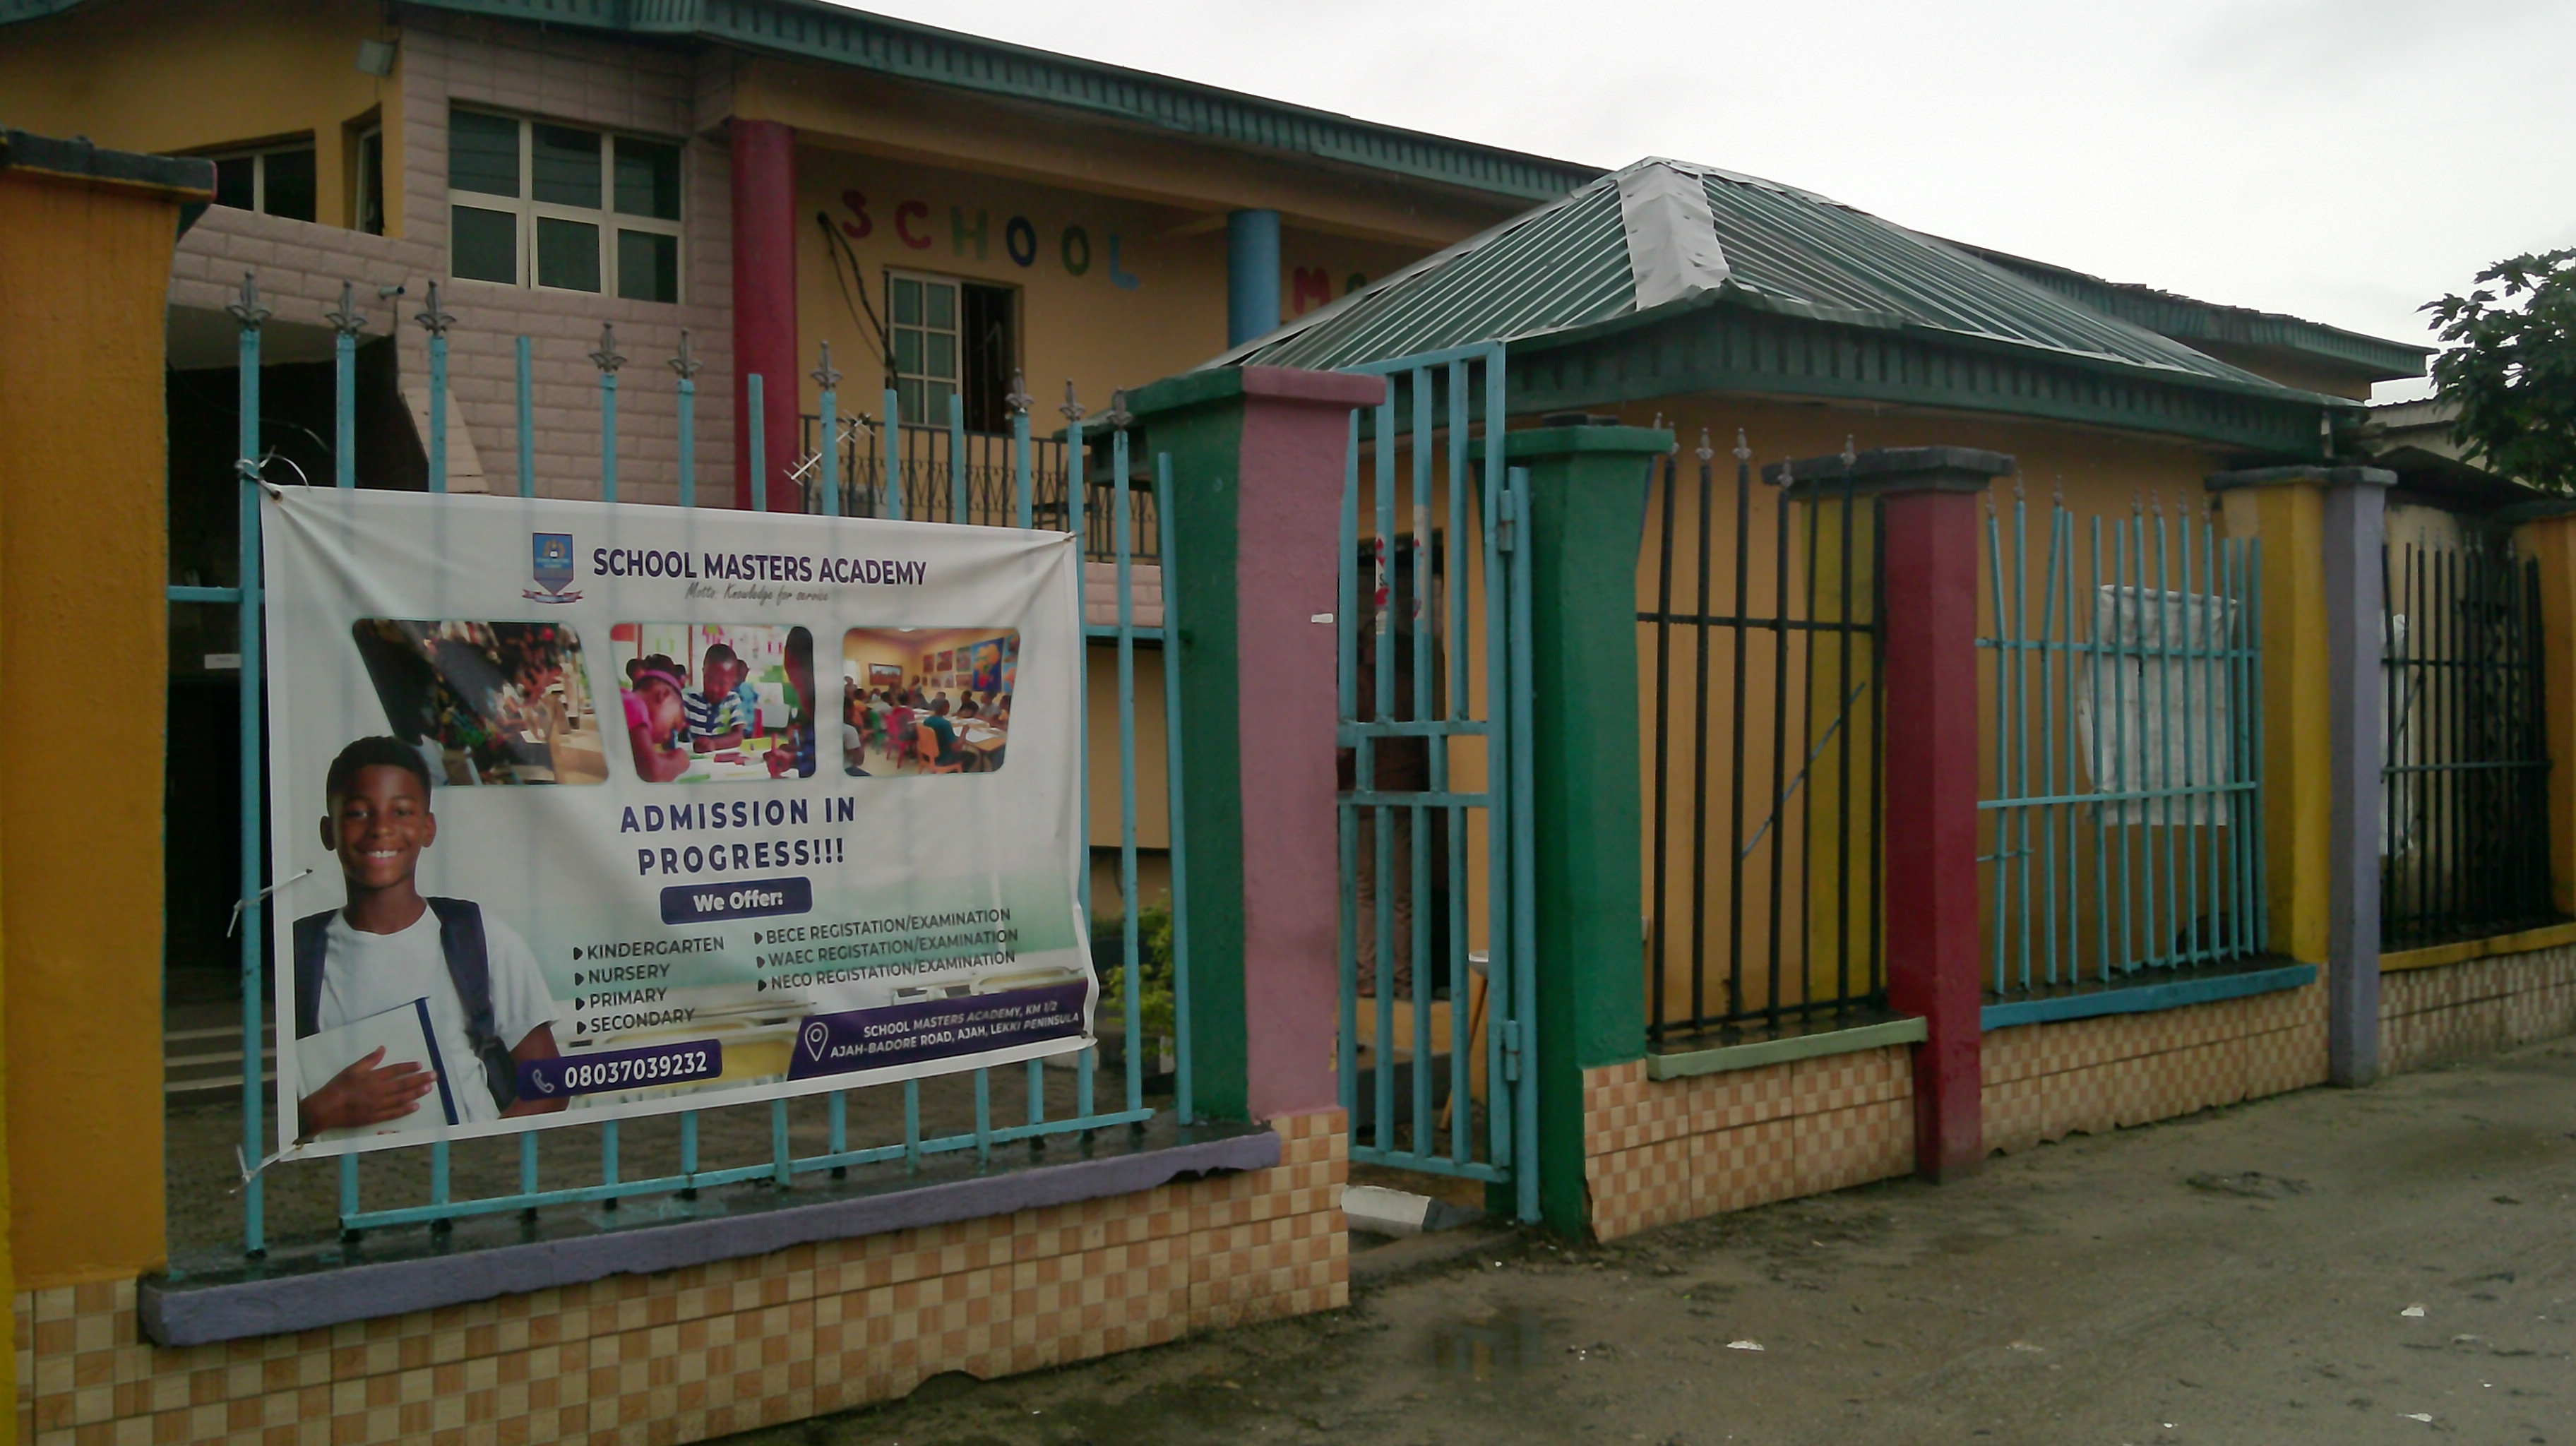 SCHOOL
SCHOOL MASTERS ACADEMY
Motto: Knowledge for service
ADMISSION IN
PROGRESS!!!
We Offer:
KINDERGARTEN
NURSERY
PRIMARY
SECONDARY
BECE REGISTATION/EXAMINATION
WAEC REGISTATION/EXAMINATION
NECO REGISTATION/EXAMINATION
08037039232
SCHOOL MASTERS ACADEMY, KM 1/2
AJAH-BADORE ROAD, AJAH, LEKKI PENINSULA